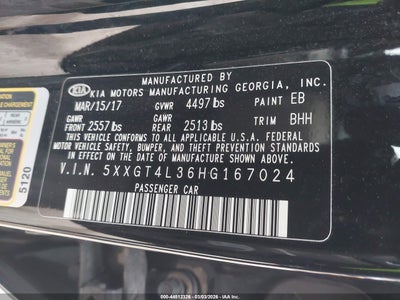 MANUFACTURED BY
KIA KIA MOTORS MANUFACTURING GEORGIA, INC.
MAR/15/17 GVWR 4497 lbs PAINT EB
GAWR FRONT 2557 lbs GAWR REAR 2513 lbs TRIM BHH
THIS VEHICLE CONFORMS TO ALL APPLICABLE U.S.A. FEDERAL
MOTOR VEHICLE SAFETY, BUMPER, AND THEFT PREVENTION STANDARDS
IN EFFECT ON THE DATE OF MANUFACTURE SHOWN ABOVE.
V.I.N. 5XXGT4L36HG167024
PASSENGER CAR
5120
000-44512326 - 03/03/2026 - IAA, Inc.